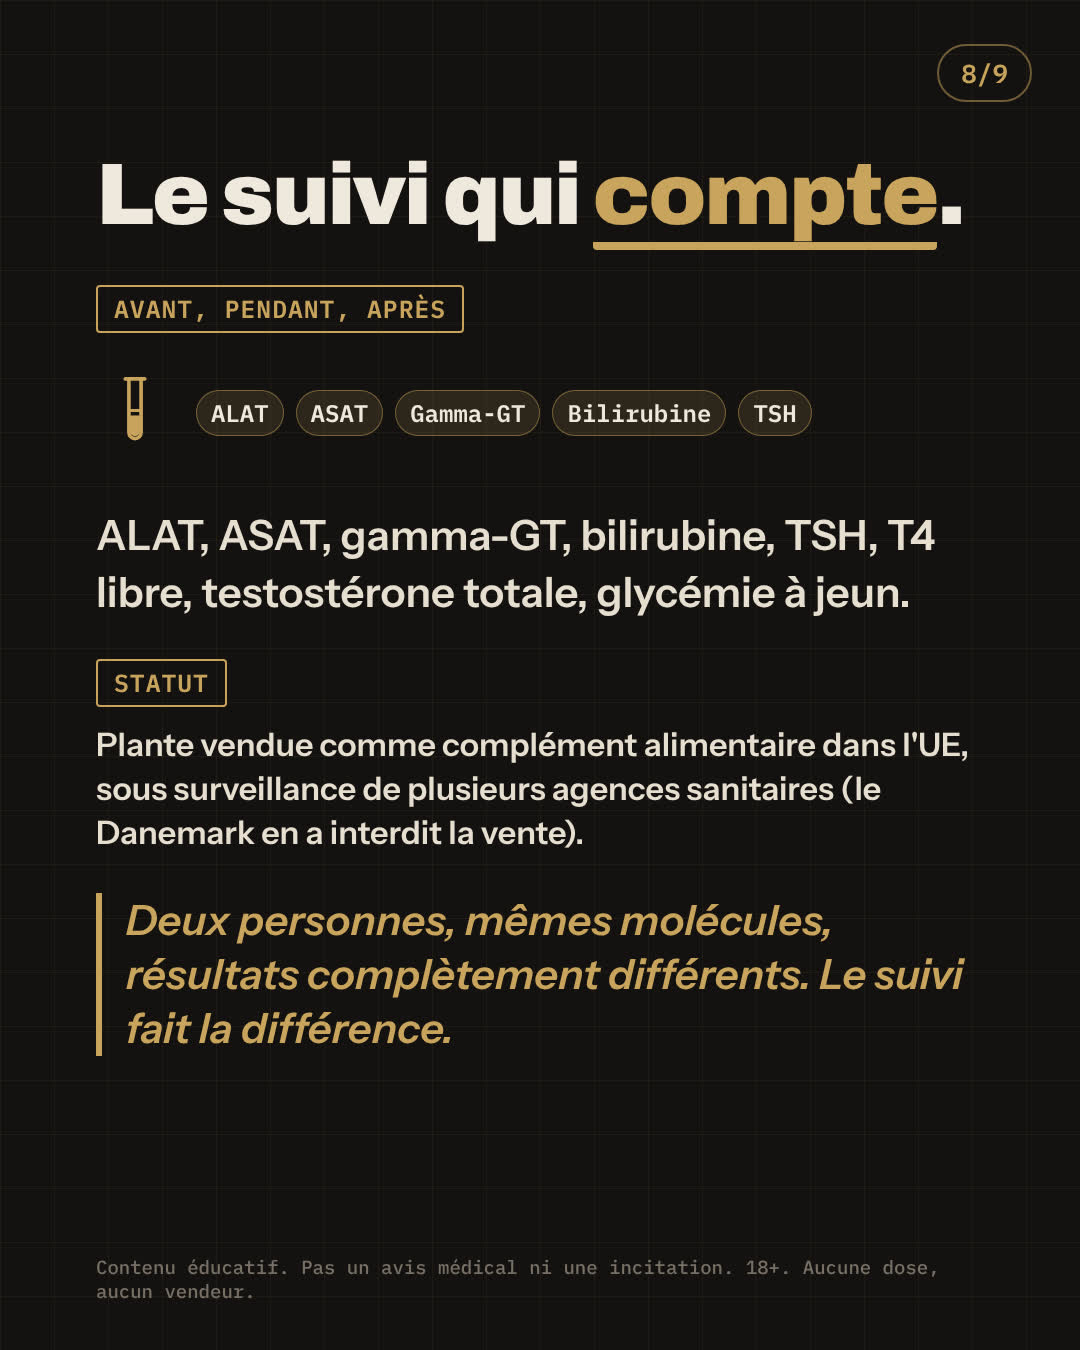 8/9
Le suivi qui compte.
AVANT, PENDANT, APRÈS
ALAT ASAT Gamma-GT Bilirubine TSH
ALAT, ASAT, gamma-GT, bilirubine, TSH, T4
libre, testostérone totale, glycémie à jeun.
STATUT
Plante vendue comme complément alimentaire dans l'UE,
sous surveillance de plusieurs agences sanitaires (le
Danemark en a interdit la vente).
Deux personnes, mêmes molécules,
résultats complètement différents. Le suivi
fait la différence.
Contenu éducatif. Pas un avis médical ni une incitation. 18+. Aucune dose,
aucun vendeur.